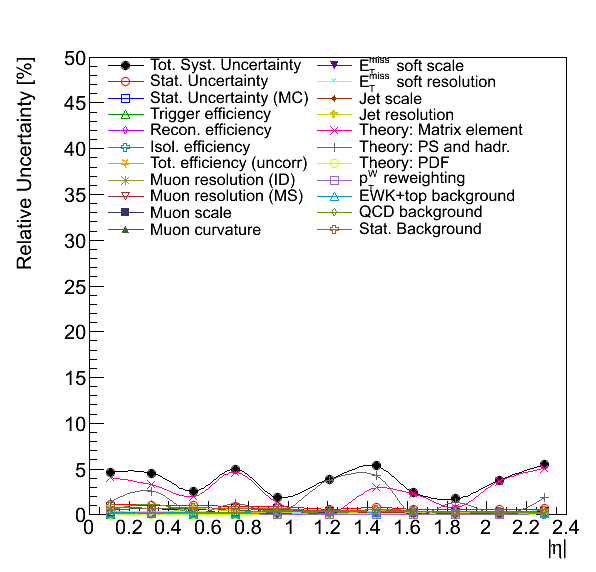 Relative Uncertainty [%]
50
45
40
35
30
25
20
15
10
5
0
Tot. Syst. Uncertainty
Stat. Uncertainty
Stat. Uncertainty (MC)
Trigger efficiency
Recon. efficiency
Isol. efficiency
Tot. efficiency (uncorr)
Muon resolution (ID)
Muon resolution (MS)
Muon scale
Muon curvature
E_T^miss soft scale
E_T^miss soft resolution
Jet scale
Jet resolution
Theory: Matrix element
Theory: PS and hadr.
Theory: PDF
p_T^W reweighting
EWK+top background
QCD background
Stat. Background
0 0.2 0.4 0.6 0.8 1 1.2 1.4 1.6 1.8 2 2.2 2.4
|η|